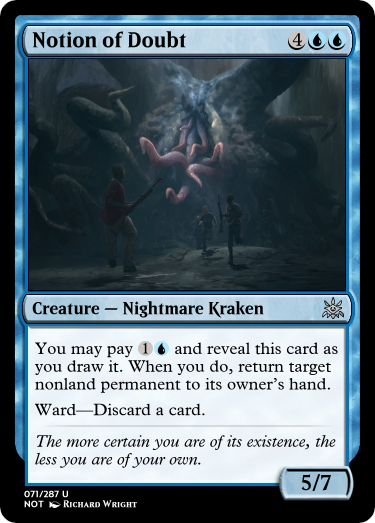 Notion of Doubt 4
Creature — Nightmare Kraken
You may pay 1 and reveal this card as
you draw it. When you do, return target
nonland permanent to its owner's hand.
Ward—Discard a card.
The more certain you are of its existence, the
less you are of your own.
5/7
071/287 U
NOT Richard Wright